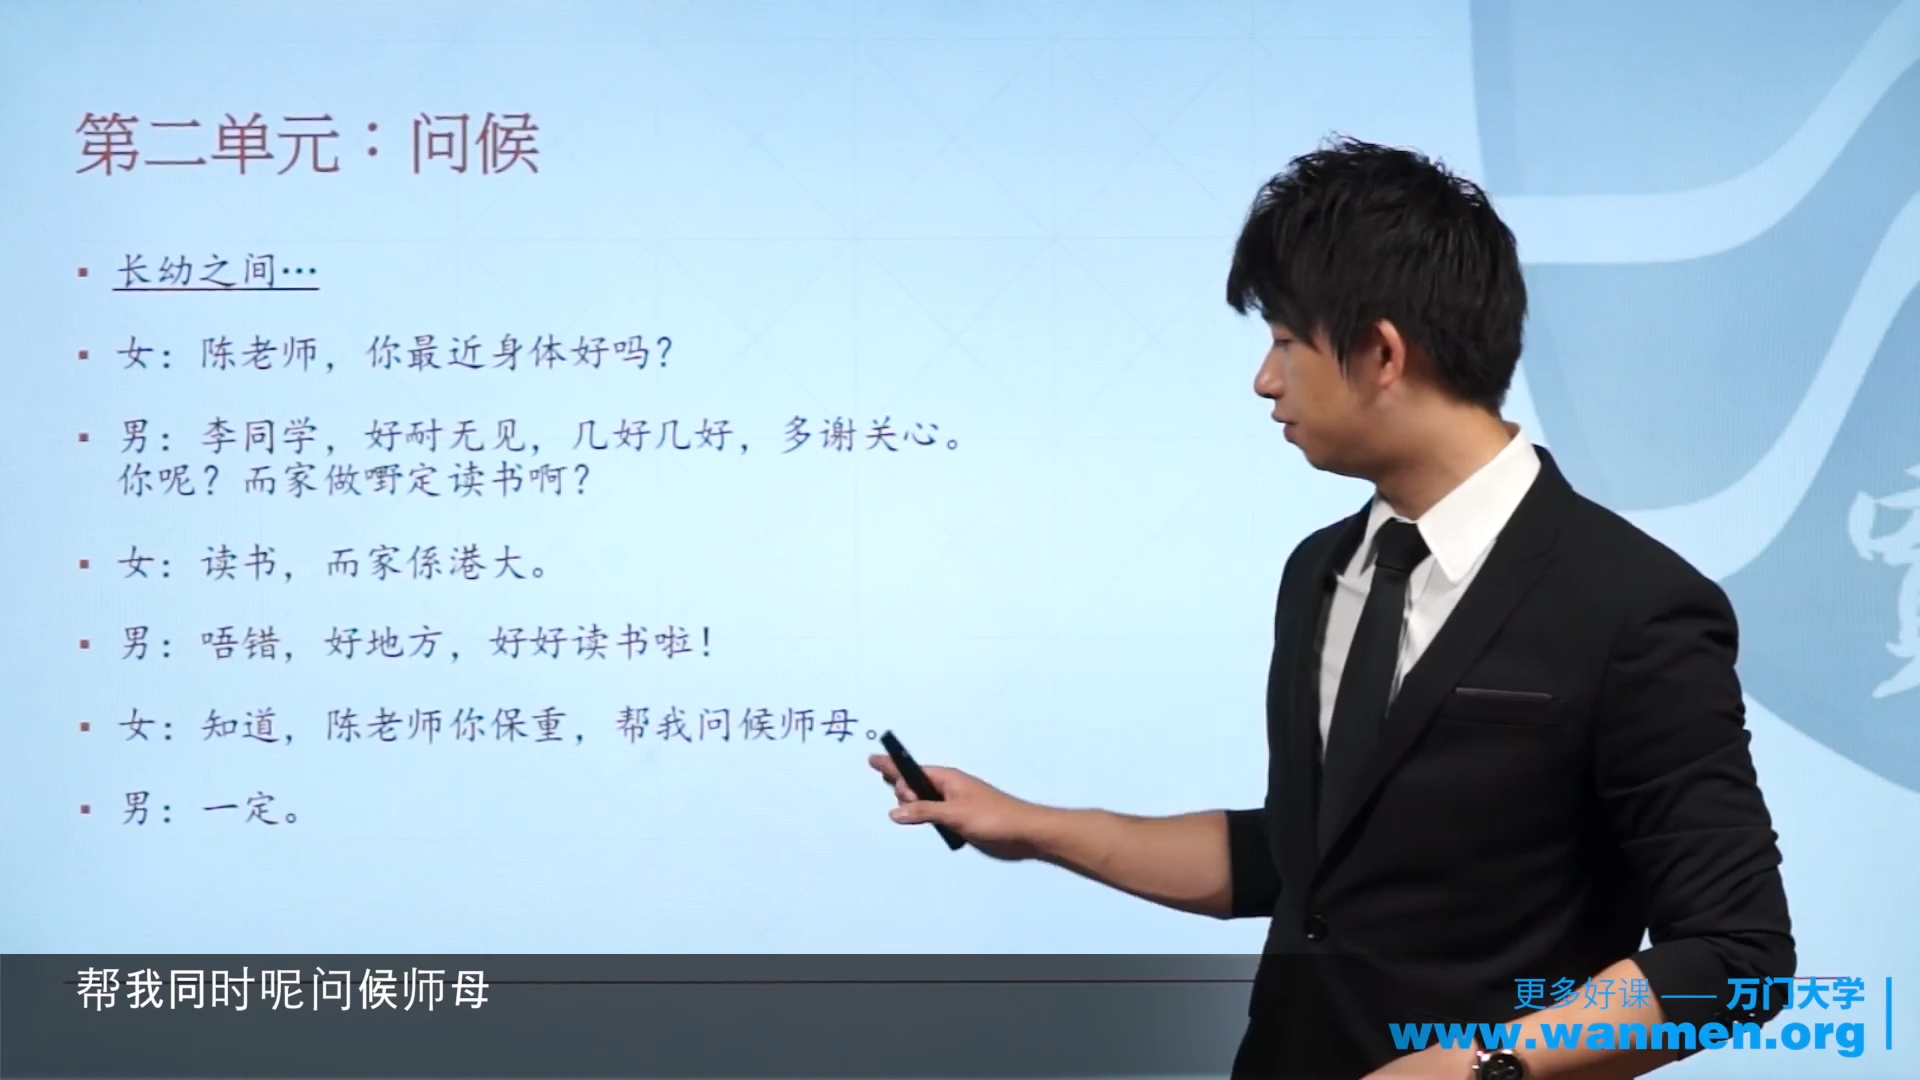 第二单元：问候
长幼之间…
女：陈老师，你最近身体好吗？
男：李同学，好耐无见，几好几好，多谢关心。
你呢？而家做嘢定读书啊？
女：读书，而家係港大。
男：唔错，好地方，好好读书啦！
女：知道，陈老师你保重，帮我问候师母。
男：一定。
帮我同时呢问候师母
更多好课 —— 万门大学
www.wanmen.org